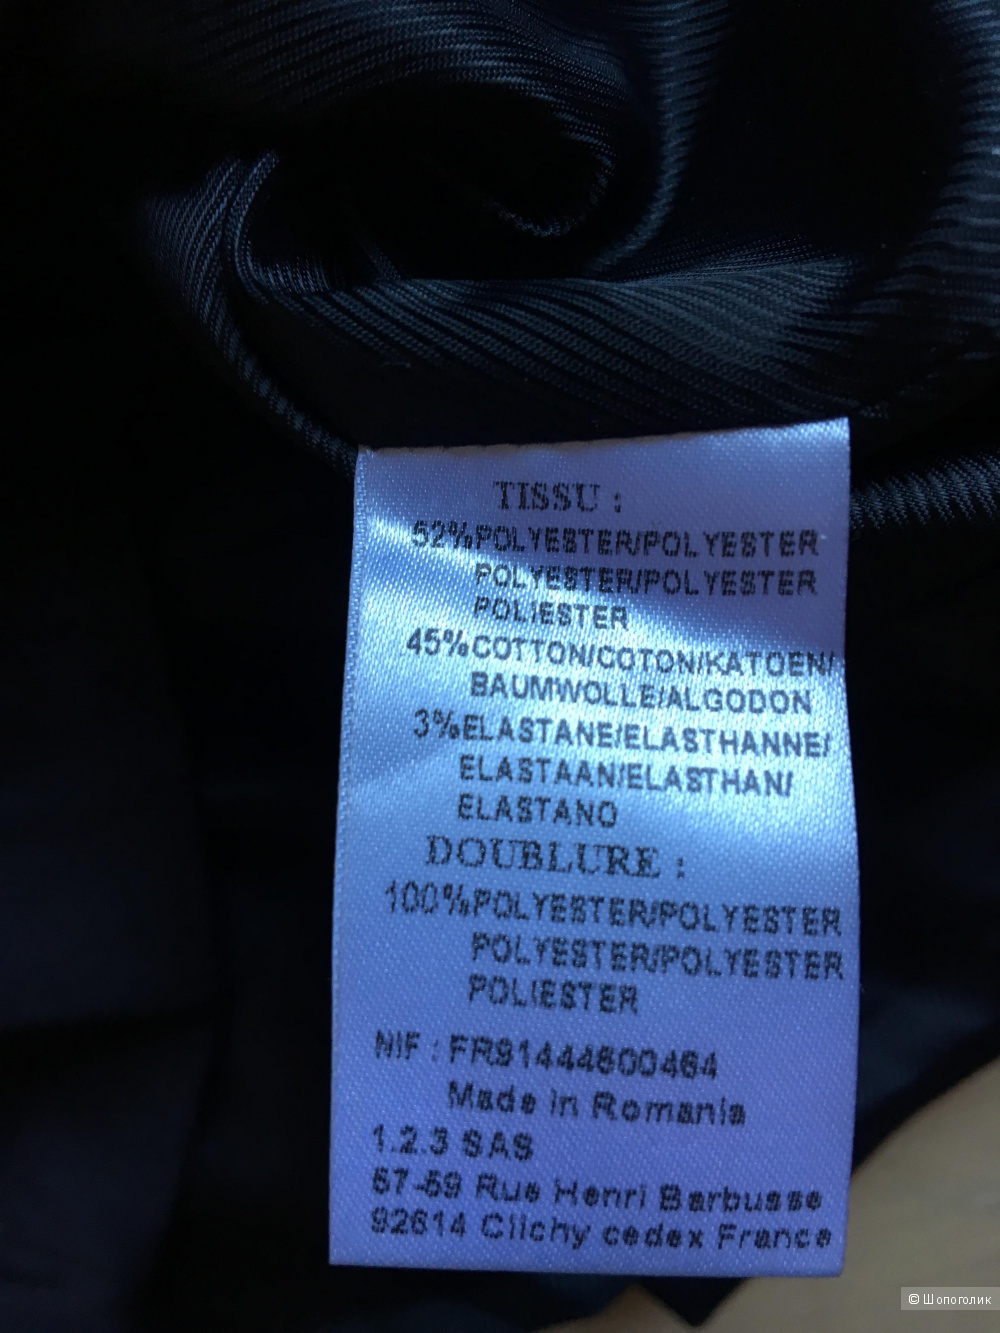 TISSU :
52%POLYESTER/POLYESTER
POLYESTER/POLYESTER
POLIESTER
45%COTTON/COTON/KATOEN/
BAUMWOLLE/ALGODON
3%ELASTANE/ELASTHANNE/
ELASTAAN/ELASTHAN/
ELASTANO
DOUBLURE :
100%POLYESTER/POLYESTER
POLYESTER/POLYESTER
POLIESTER
NIF : FR91444600464
Made in Romania
1.2.3 SAS
57-59 Rue Henri Barbusse
92614 Clichy cedex France
© Шопоголик